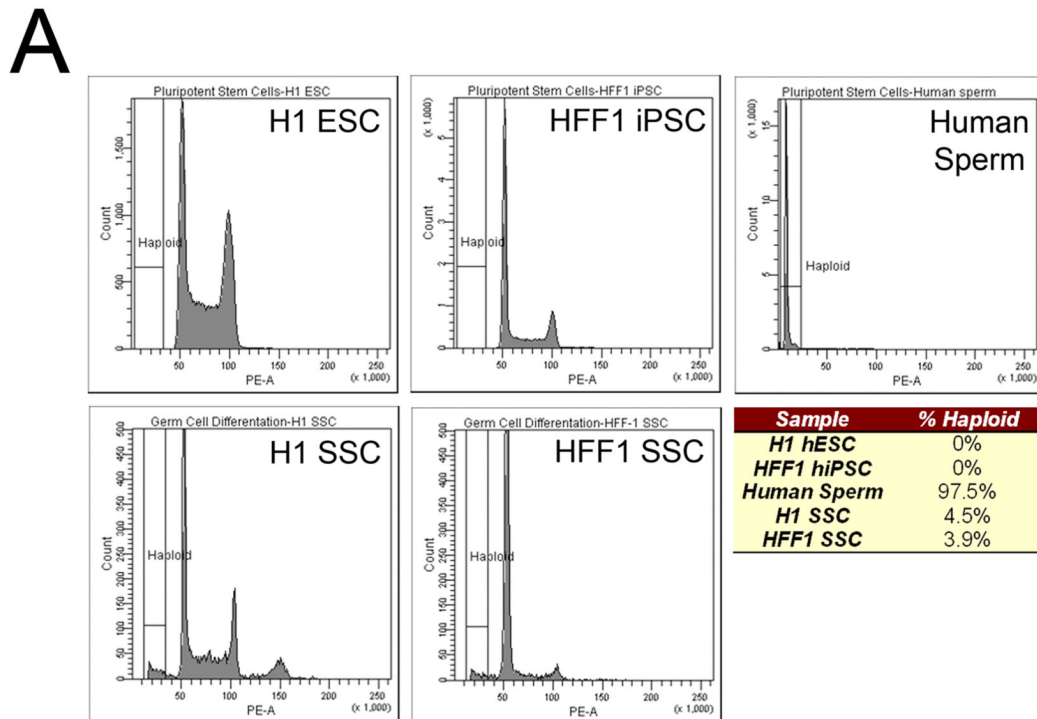 A
Pluripotent Stem Cells-H1 ESC
H1 ESC
Haploid
Count
1,500
1,000
500
0
50 100 150 200 250
PE-A
(x 1,000)
Pluripotent Stem Cells-HFF1 iPSC
HFF1 iPSC
Haploid
(x 1,000)
Count
5
4
3
2
1
0
50 100 150 200 250
PE-A
(x 1,000)
Pluripotent Stem Cells-Human sperm
Human
Sperm
Haploid
(x 1,000)
Count
15
10
5
0
50 100 150 200 250
PE-A
(x 1,000)
Germ Cell Differentation-H1 SSC
H1 SSC
Haploid
Count
500
450
400
350
300
250
200
150
100
50
0
50 100 150 200 250
PE-A
(x 1,000)
Germ Cell Differentation-HFF-1 SSC
HFF1 SSC
Haploid
Count
500
450
400
350
300
250
200
150
100
50
0
50 100 150 200 250
PE-A
(x 1,000)
Sample % Haploid
H1 hESC 0%
HFF1 hiPSC 0%
Human Sperm 97.5%
H1 SSC 4.5%
HFF1 SSC 3.9%